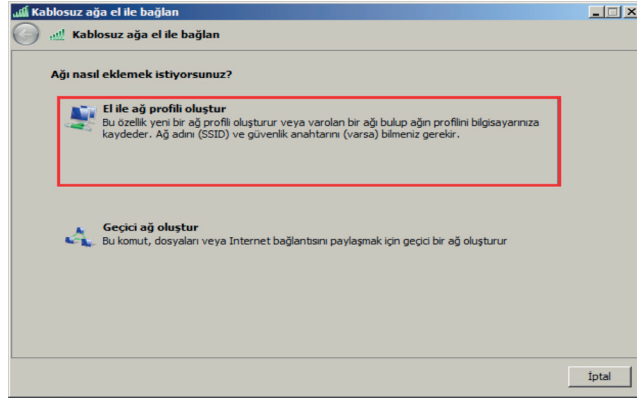 Kablosuz ağa el ile bağlan
Kablosuz ağa el ile bağlan
Ağı nasıl eklemek istiyorsunuz?
El ile ağ profili oluştur
Bu özellik yeni bir ağ profili oluşturur veya varolan bir ağı bulup ağın profilini bilgisayarınıza
kaydeder. Ağ adını (SSID) ve güvenlik anahtarını (varsa) bilmeniz gerekir.
Geçici ağ oluştur
Bu komut, dosyaları veya Internet bağlantısını paylaşmak için geçici bir ağ oluşturur
İptal